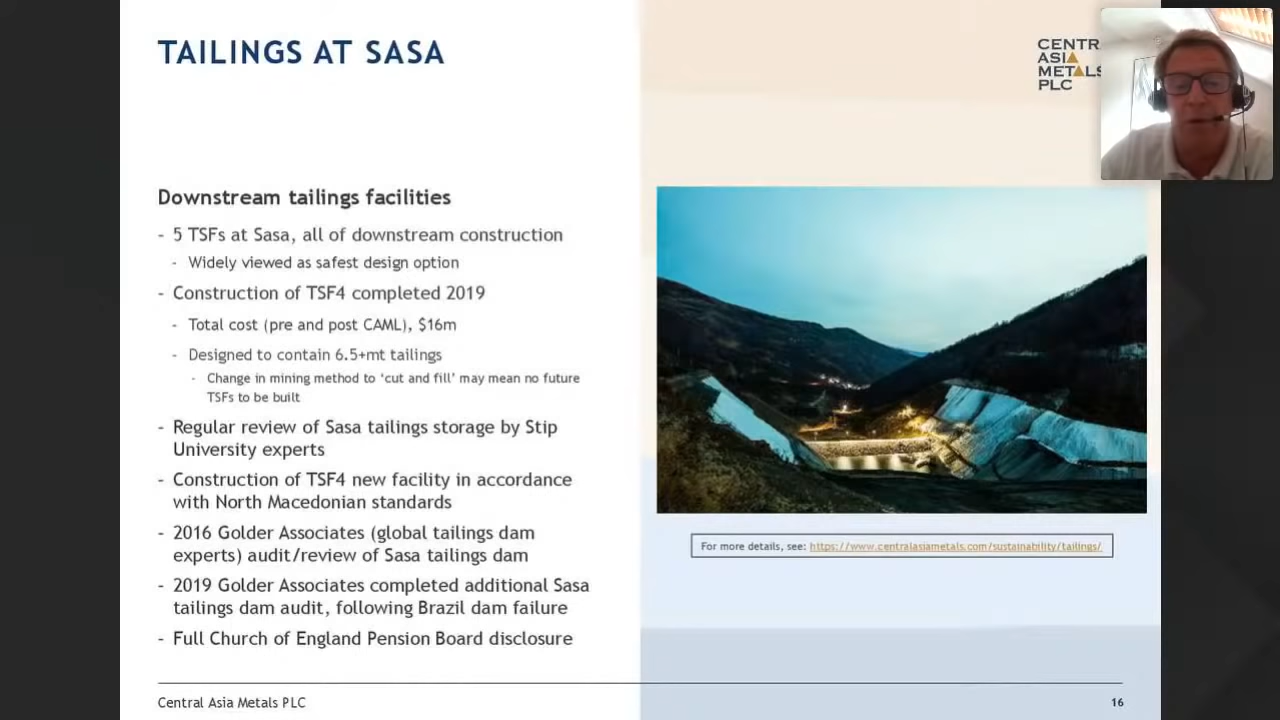 TAILINGS AT SASA
CENTR
ASIA
METALS
PLC
Downstream tailings facilities
- 5 TSFs at Sasa, all of downstream construction
- Widely viewed as safest design option
- Construction of TSF4 completed 2019
- Total cost (pre and post CAML), $16m
- Designed to contain 6.5+mt tailings
- Change in mining method to ‘cut and fill’ may mean no future
TSFs to be built
- Regular review of Sasa tailings storage by Stip
University experts
- Construction of TSF4 new facility in accordance
with North Macedonian standards
- 2016 Golder Associates (global tailings dam
experts) audit/review of Sasa tailings dam
- 2019 Golder Associates completed additional Sasa
tailings dam audit, following Brazil dam failure
- Full Church of England Pension Board disclosure
For more details, see: https://www.centralasiametals.com/sustainability/tailings/
Central Asia Metals PLC
16